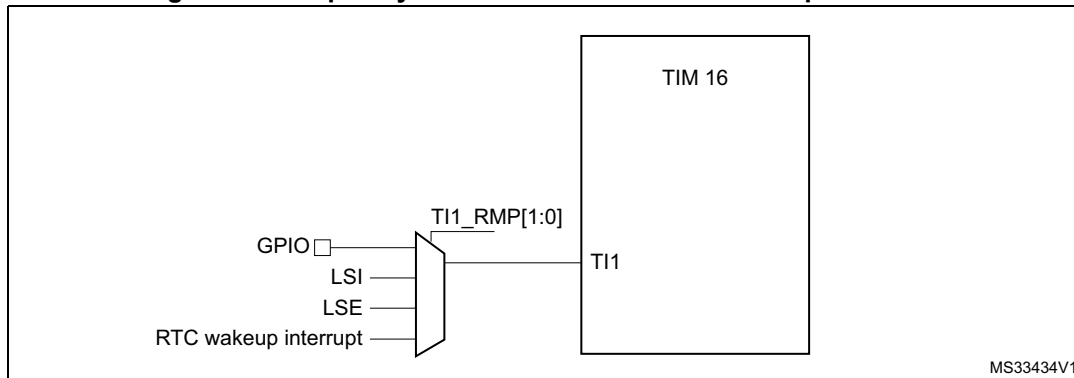 TIM 16
TI1_RMP[1:0]
GPIO
TI1
LSI
LSE
RTC wakeup interrupt
MS33434V1